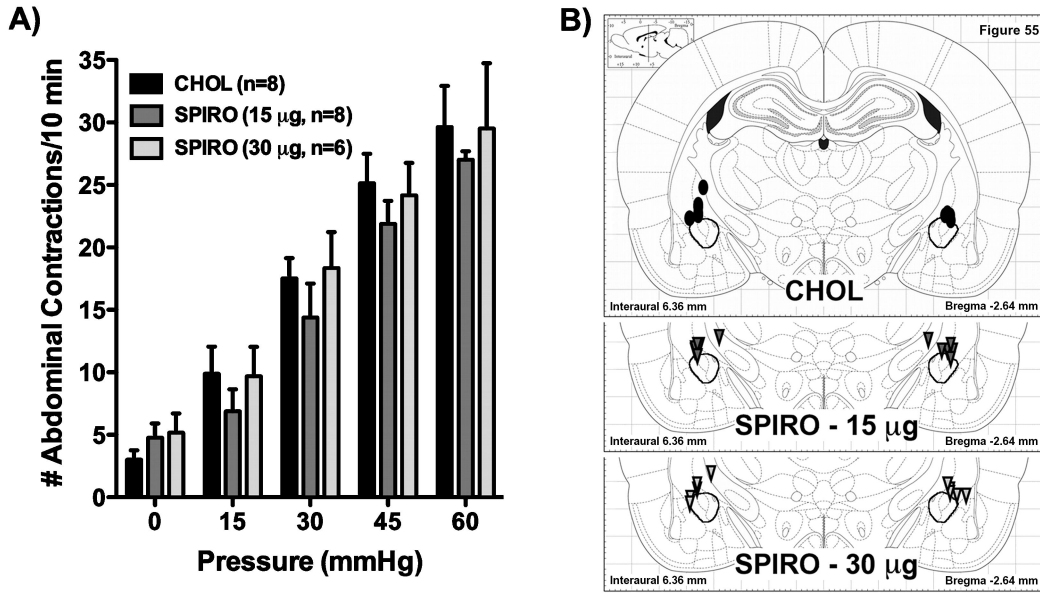 A)
# Abdominal Contractions/10 min
35
30
25
20
15
10
5
0
CHOL (n=8)
SPIRO (15 μg, n=8)
SPIRO (30 μg, n=6)
0 15 30 45 60
Pressure (mmHg)
B)
Figure 55
Bregma
Interaural
CHOL
Interaural 6.36 mm
Bregma -2.64 mm
SPIRO - 15 μg
Interaural 6.36 mm
Bregma -2.64 mm
SPIRO - 30 μg
Interaural 6.36 mm
Bregma -2.64 mm